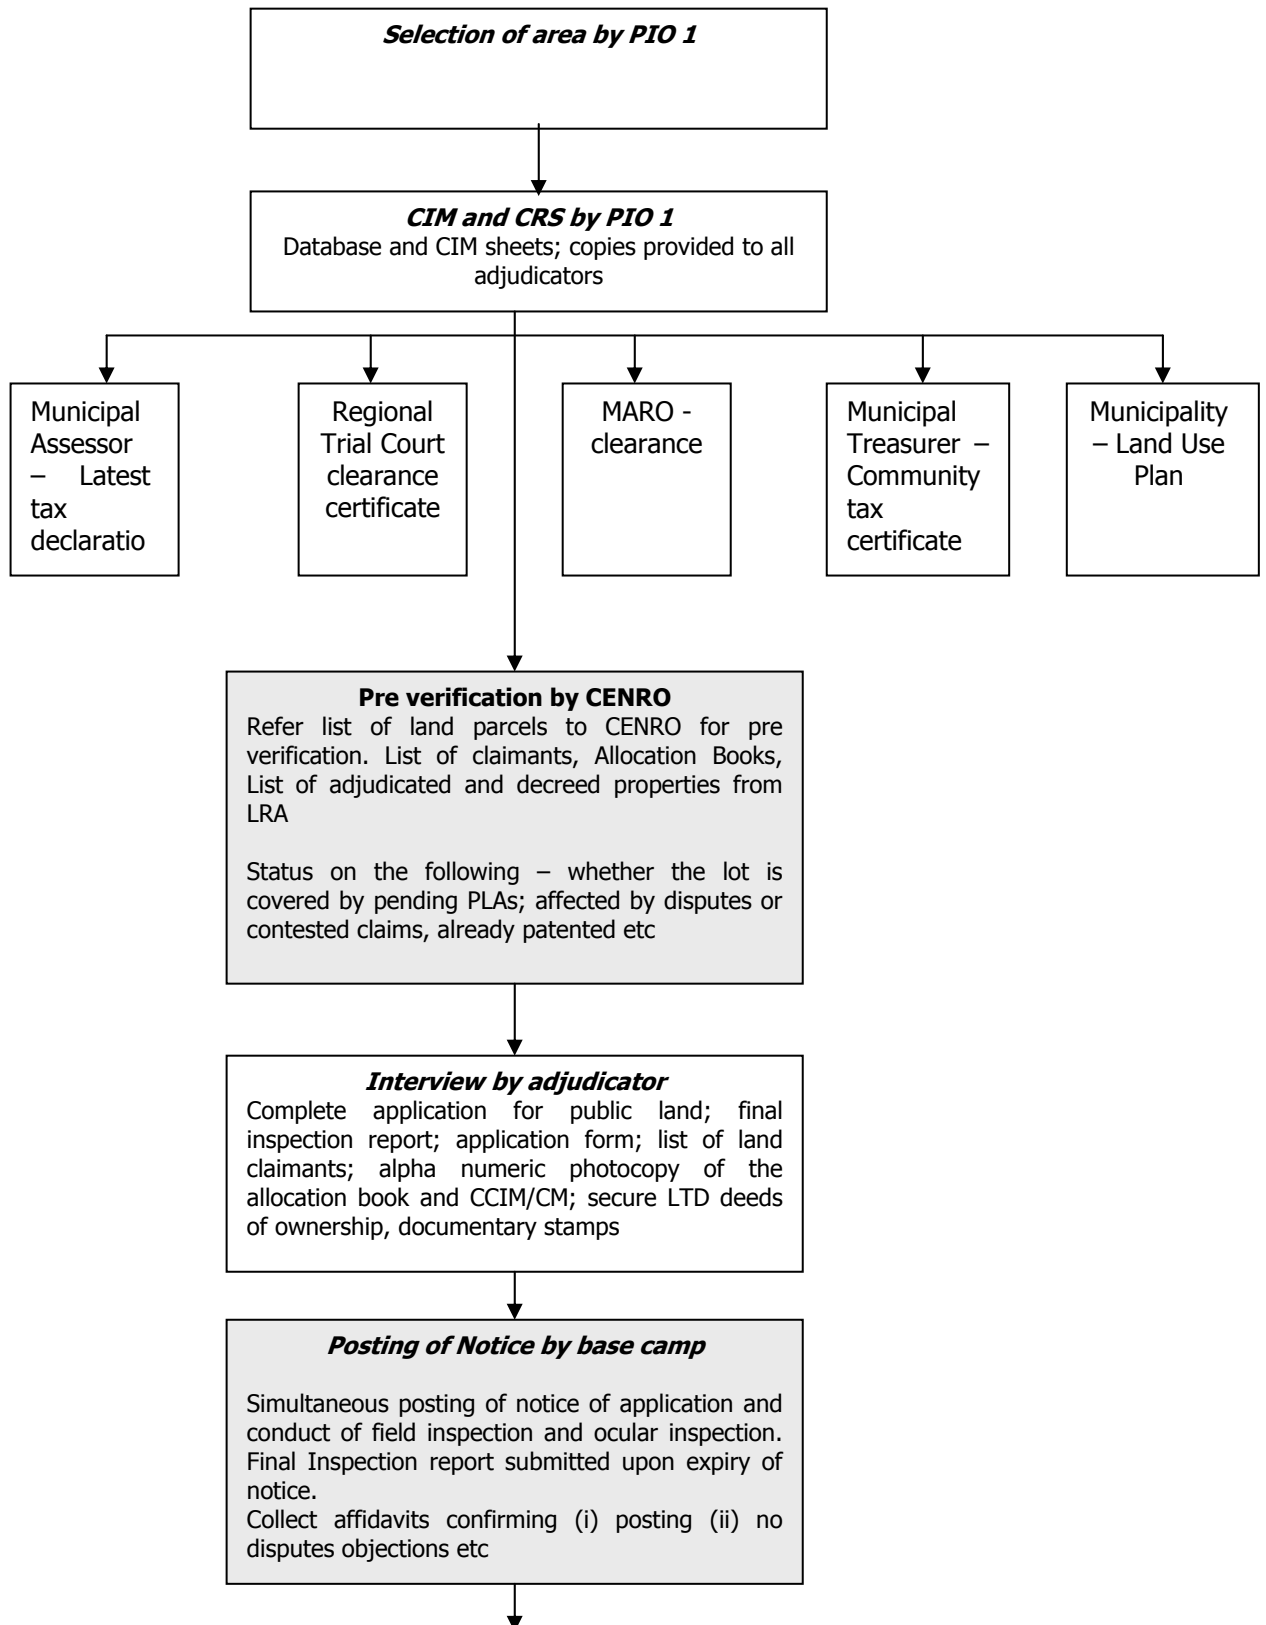 Selection of area by PIO 1
CIM and CRS by PIO 1
Database and CIM sheets; copies provided to all
adjudicators
Municipal
Assessor
– Latest
tax
declaratio
Regional
Trial Court
clearance
certificate
MARO -
clearance
Municipal
Treasurer –
Community
tax
certificate
Municipality
– Land Use
Plan
Pre verification by CENRO
Refer list of land parcels to CENRO for pre
verification. List of claimants, Allocation Books,
List of adjudicated and decreed properties from
LRA
Status on the following – whether the lot is
covered by pending PLAs; affected by disputes or
contested claims, already patented etc
Interview by adjudicator
Complete application for public land; final
inspection report; application form; list of land
claimants; alpha numeric photocopy of the
allocation book and CCIM/CM; secure LTD deeds
of ownership, documentary stamps
Posting of Notice by base camp
Simultaneous posting of notice of application and
conduct of field inspection and ocular inspection.
Final Inspection report submitted upon expiry of
notice.
Collect affidavits confirming (i) posting (ii) no
disputes objections etc